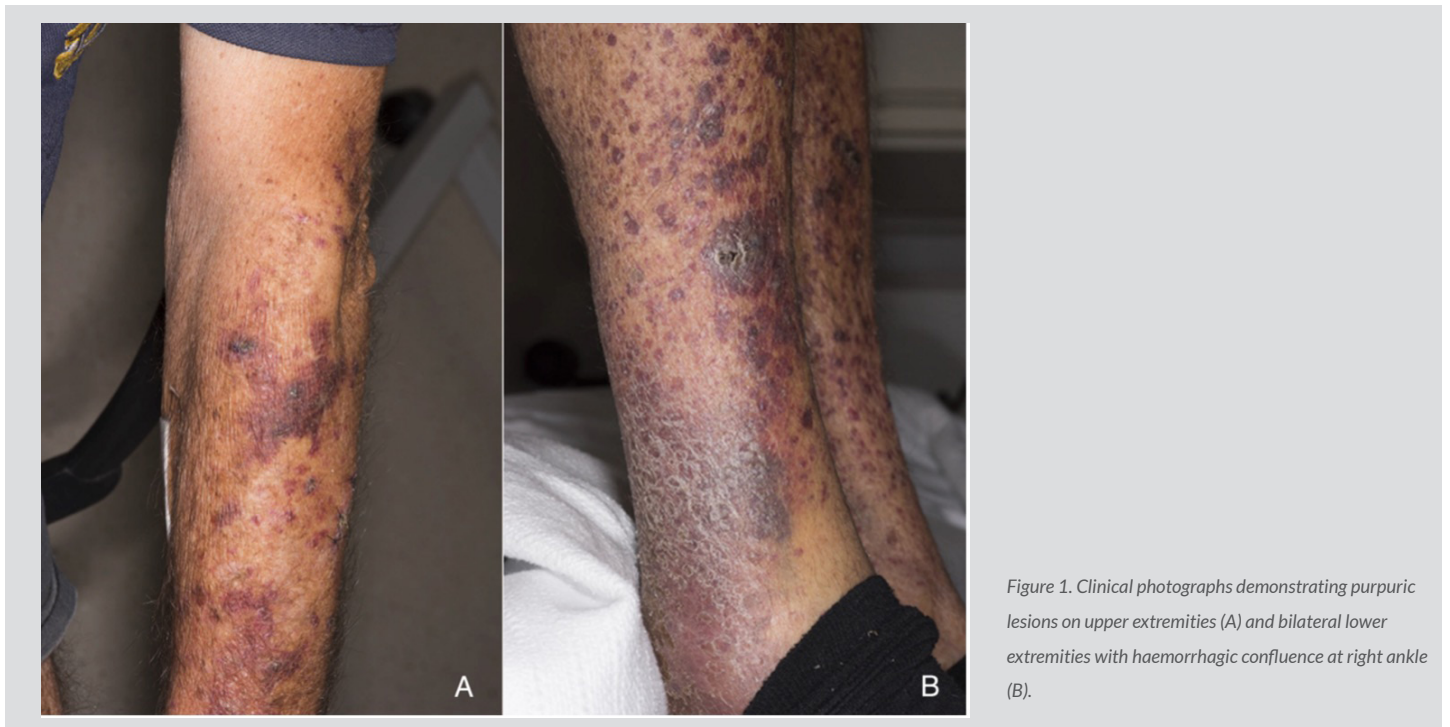 A
B
Figure 1. Clinical photographs demonstrating purpuric
lesions on upper extremities (A) and bilateral lower
extremities with haemorrhagic confluence at right ankle
(B).